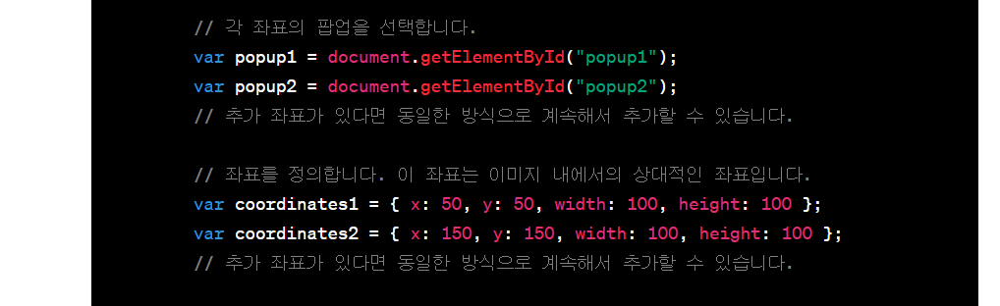 // 각 좌표의 팝업을 선택합니다.
var popup1 = document.getElementById("popup1");
var popup2 = document.getElementById("popup2");
// 추가 좌표가 있다면 동일한 방식으로 계속해서 추가할 수 있습니다.
// 좌표를 정의합니다. 이 좌표는 이미지 내에서의 상대적인 좌표입니다.
var coordinates1 = { x: 50, y: 50, width: 100, height: 100 };
var coordinates2 = { x: 150, y: 150, width: 100, height: 100 };
// 추가 좌표가 있다면 동일한 방식으로 계속해서 추가할 수 있습니다.